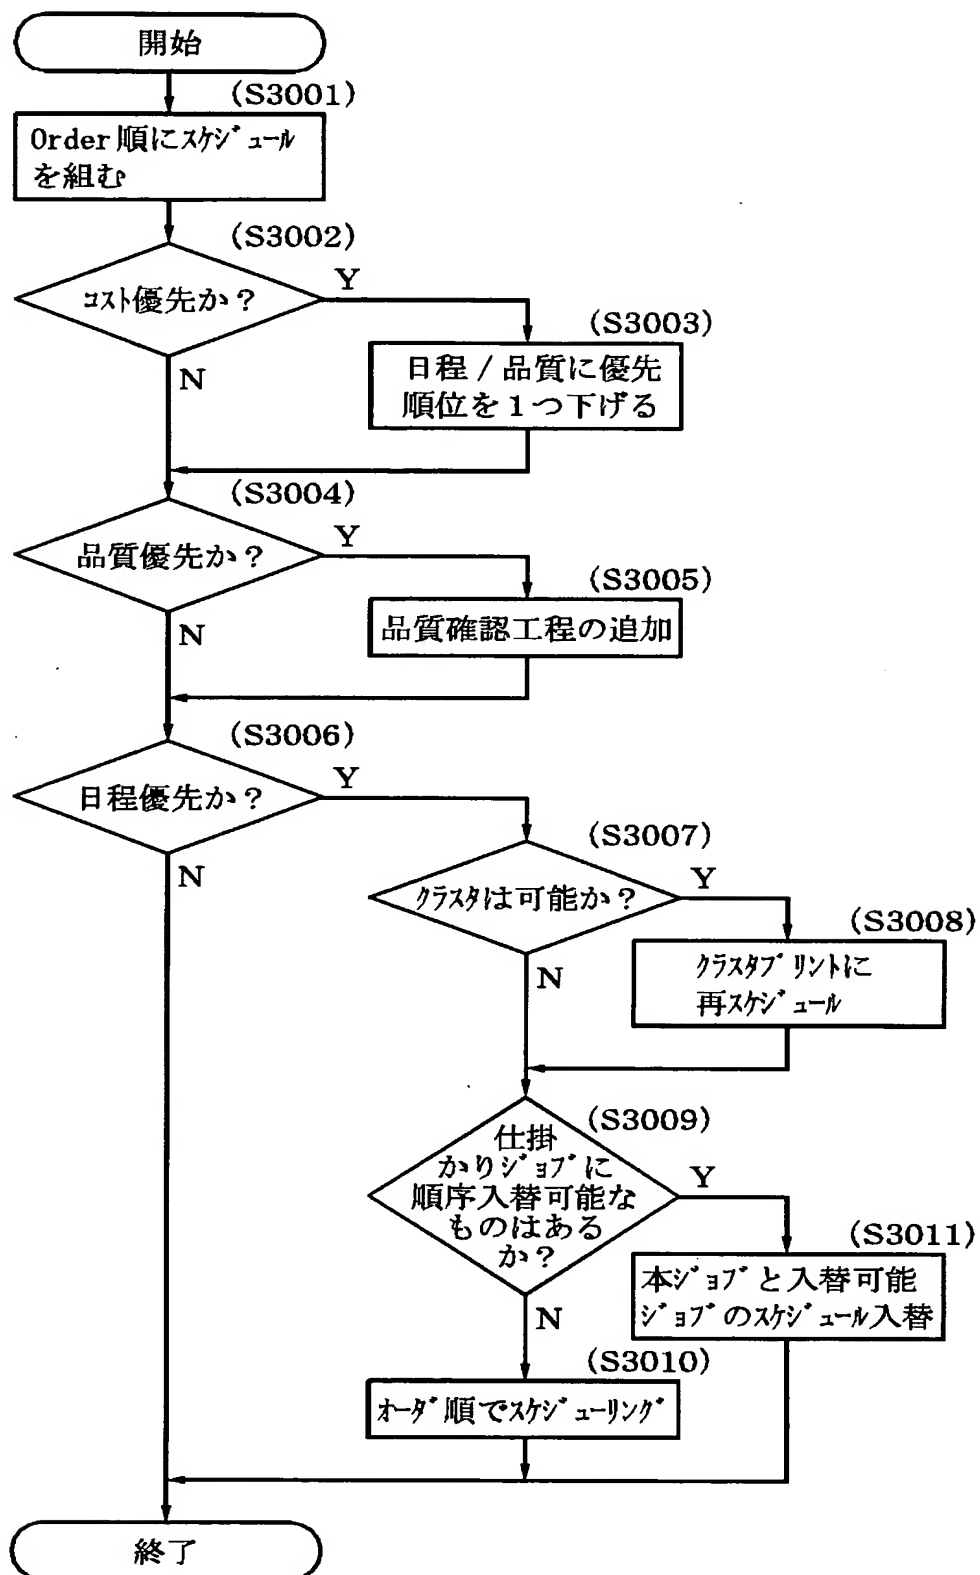 開始
(S3001)
Order順にスケジュール
を組む
(S3002)
コスト優先か？
Y
N
(S3003)
日程／品質に優先
順位を１つ下げる
(S3004)
品質優先か？
Y
N
(S3005)
品質確認工程の追加
(S3006)
日程優先か？
Y
N
(S3007)
クラスタは可能か？
Y
N
(S3008)
クラスタプリントに
再スケジュール
(S3009)
仕掛
かりジョブに
順序入替可能な
ものはある
か？
Y
N
(S3011)
本ジョブと入替可能
ジョブのスケジュール入替
(S3010)
オーダ順でスケジューリング
終了